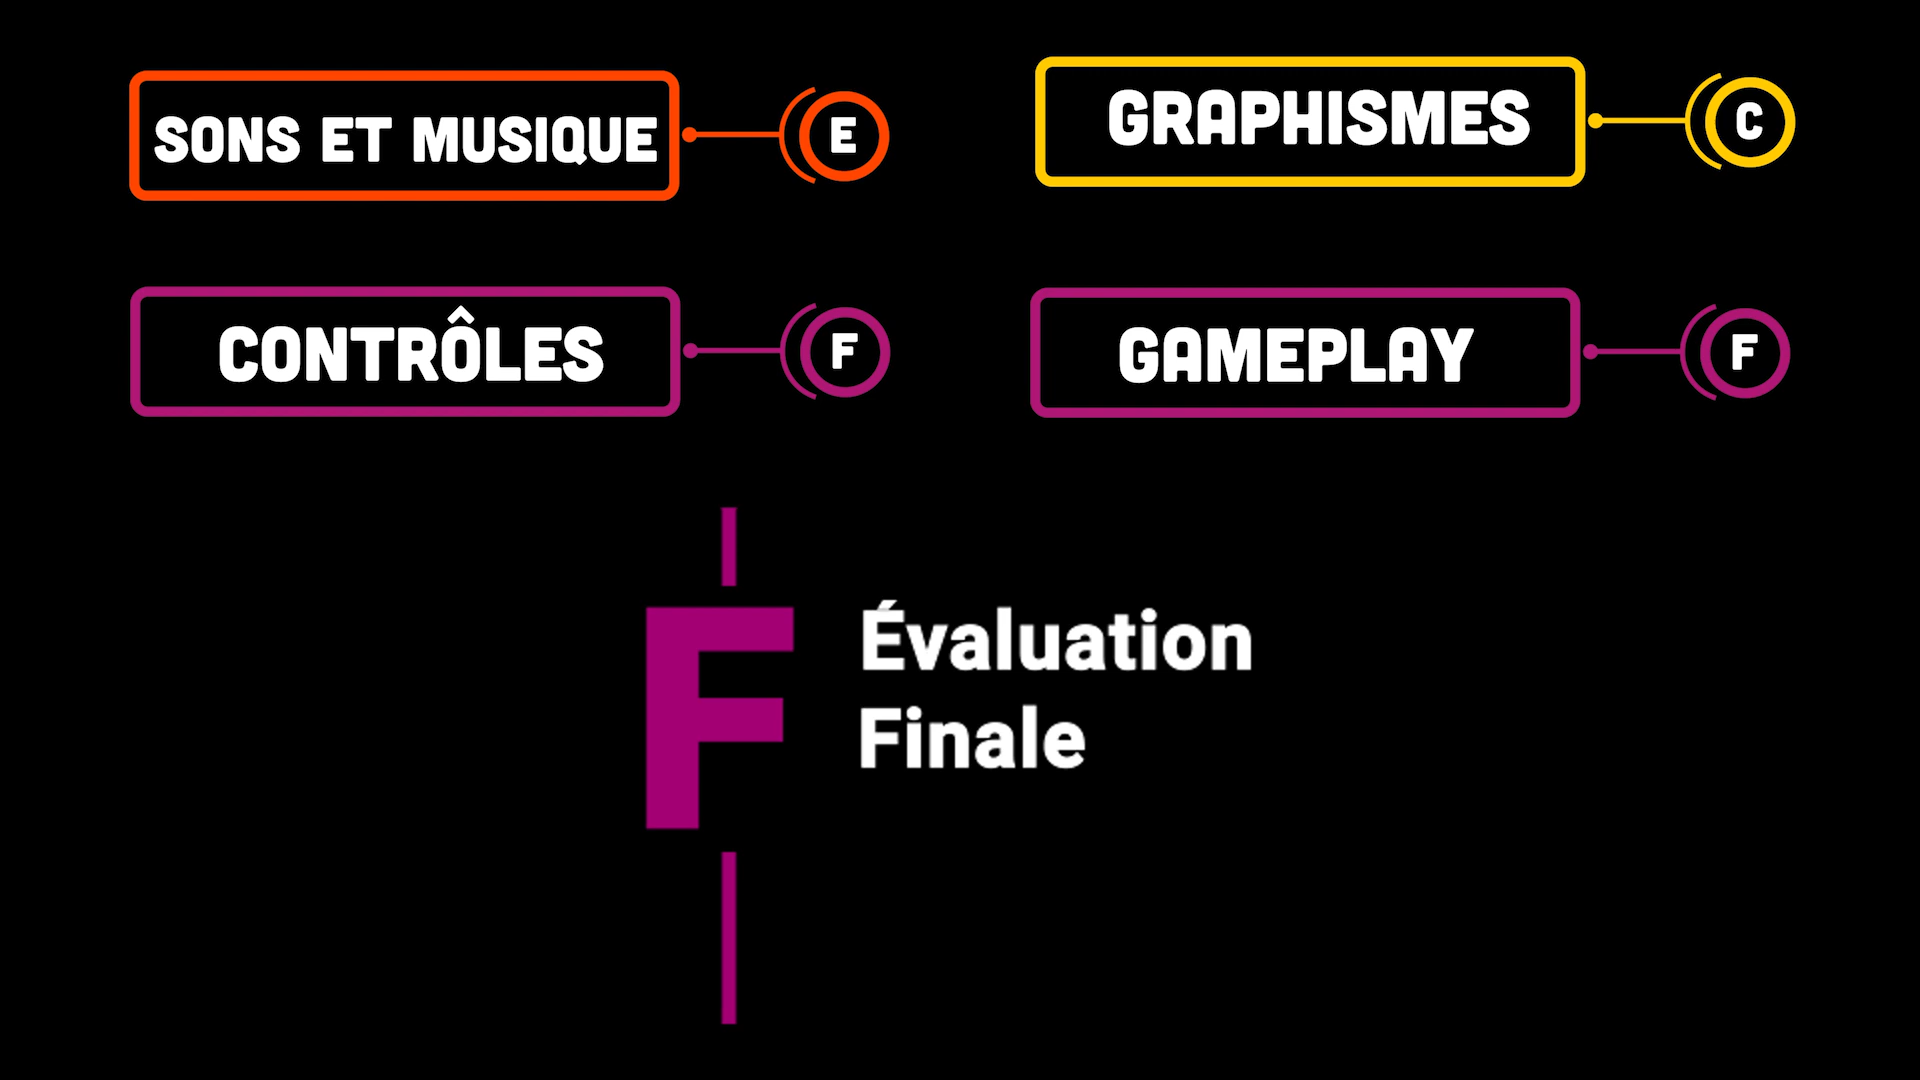 SONS ET MUSIQUE
E
GRAPHISMES
C
CONTRÔLES
F
GAMEPLAY
F
F
Évaluation
Finale